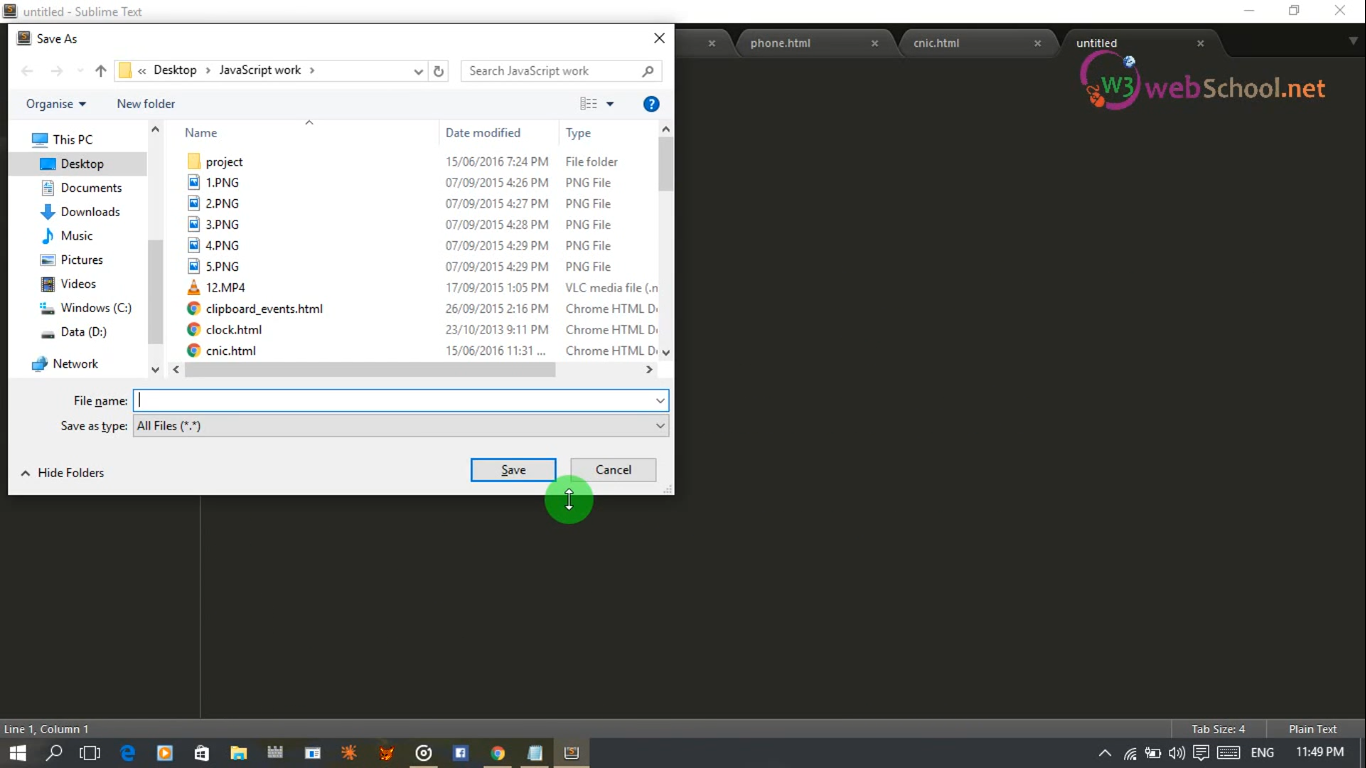 untitled - Sublime Text
Save As
phone.html
cnic.html
untitled
« Desktop › JavaScript work ›
Search JavaScript work
W3webSchool.net
Organise
New folder
Name
Date modified
Type
This PC
Desktop
Documents
Downloads
Music
Pictures
Videos
Windows (C:)
Data (D:)
Network
project 15/06/2016 7:24 PM File folder
1.PNG 07/09/2015 4:26 PM PNG File
2.PNG 07/09/2015 4:27 PM PNG File
3.PNG 07/09/2015 4:28 PM PNG File
4.PNG 07/09/2015 4:29 PM PNG File
5.PNG 07/09/2015 4:29 PM PNG File
12.MP4 17/09/2015 1:05 PM VLC media file (.n
clipboard_events.html 26/09/2015 2:16 PM Chrome HTML D
clock.html 23/10/2013 9:11 PM Chrome HTML D
cnic.html 15/06/2016 11:31 ... Chrome HTML D
File name:
Save as type: All Files (*.*)
Hide Folders
Save
Cancel
Line 1, Column 1
Tab Size: 4
Plain Text
ENG
11:49 PM